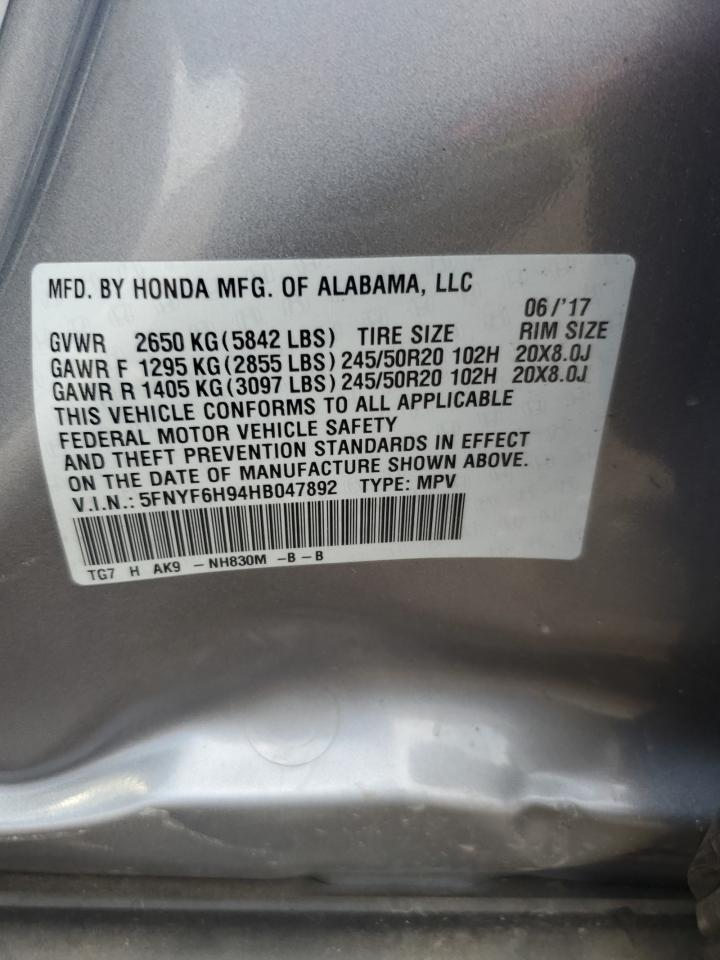 MFD. BY HONDA MFG. OF ALABAMA, LLC
06/'17
GVWR 2650 KG(5842 LBS) TIRE SIZE RIM SIZE
GAWR F 1295 KG(2855 LBS) 245/50R20 102H 20X8.0J
GAWR R 1405 KG(3097 LBS) 245/50R20 102H 20X8.0J
THIS VEHICLE CONFORMS TO ALL APPLICABLE
FEDERAL MOTOR VEHICLE SAFETY
AND THEFT PREVENTION STANDARDS IN EFFECT
ON THE DATE OF MANUFACTURE SHOWN ABOVE.
V.I.N.: 5FNYF6H94HB047892 TYPE: MPV
TG7 H AK9 -NH830M -B-B